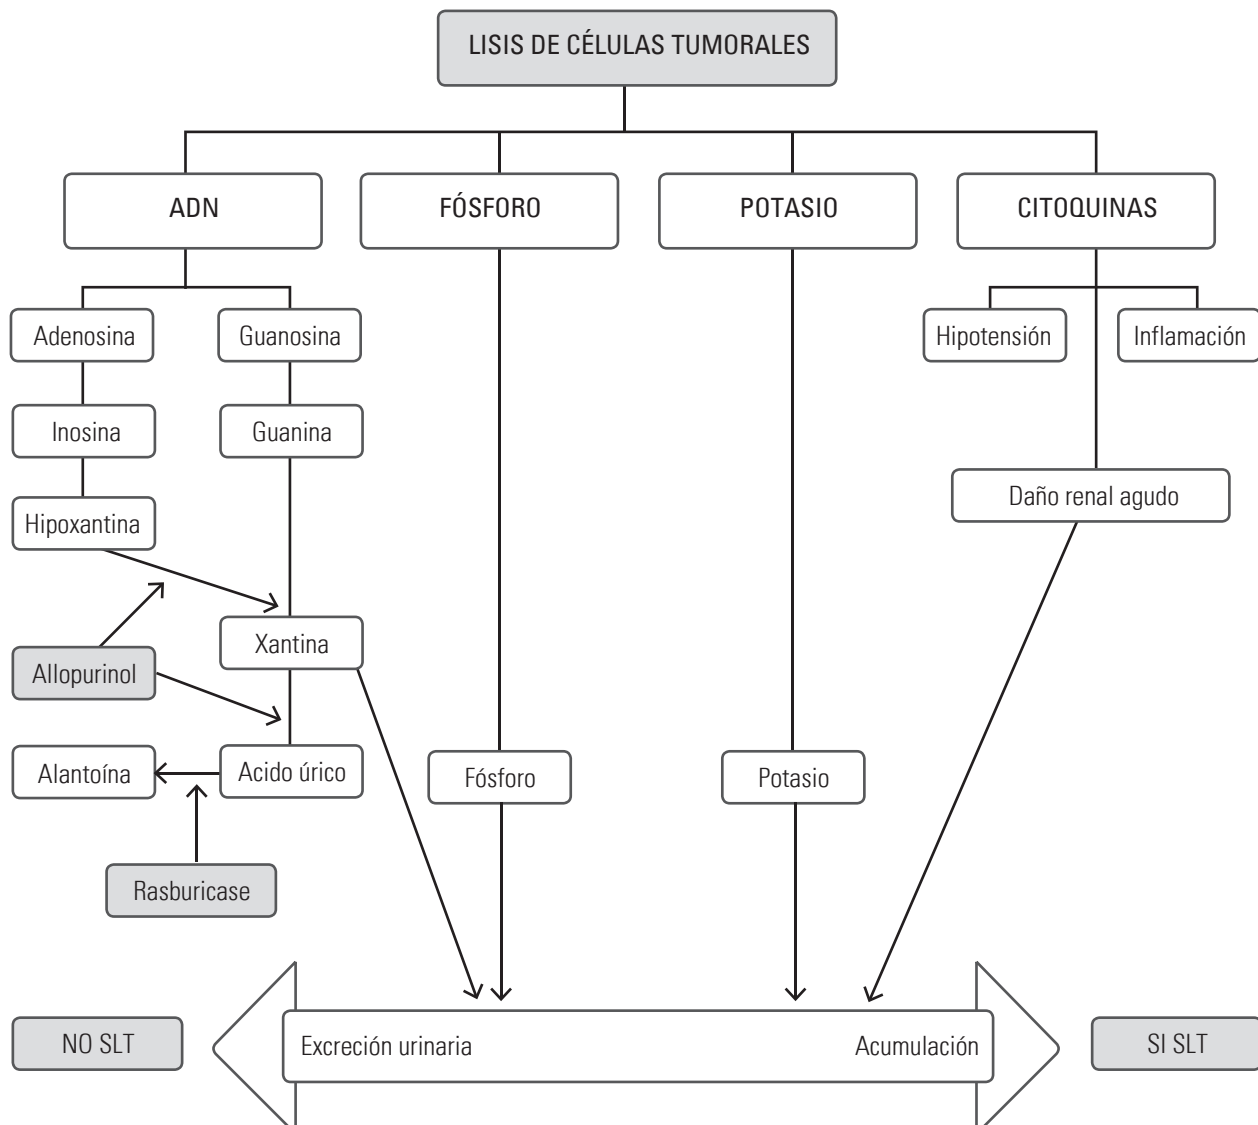 LISIS DE CÉLULAS TUMORALES
ADN
FÓSFORO
POTASIO
CITOQUINAS
Adenosina
Guanosina
Hipotensión
Inflamación
Inosina
Guanina
Hipoxantina
Daño renal agudo
Xantina
Allopurinol
Alantoína
Acido úrico
Fósforo
Potasio
Rasburicase
NO SLT
Excreción urinaria
Acumulación
SI SLT